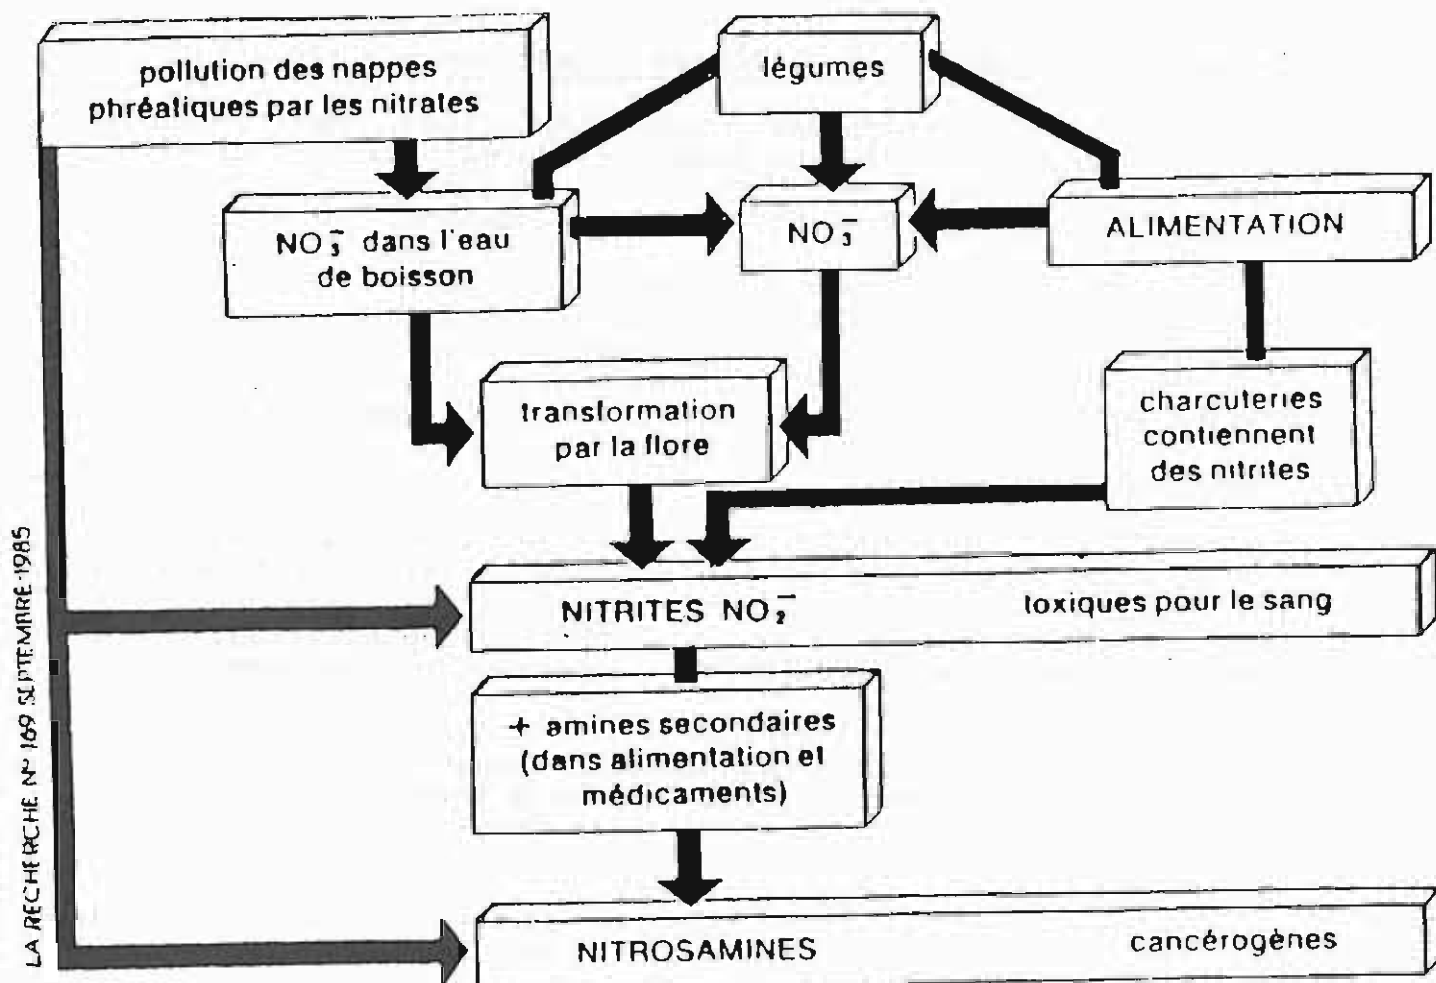 pollution des nappes
phréatiques par les nitrates
légumes
NO₃⁻ dans l'eau
de boisson
NO₃⁻
ALIMENTATION
transformation
par la flore
charcuteries
contiennent
des nitrites
NITRITES NO₂⁻ toxiques pour le sang
+ amines secondaires
(dans alimentation et
médicaments)
NITROSAMINES cancérogènes
LA RECHERCHE N° 169 SEPTEMBRE 1985